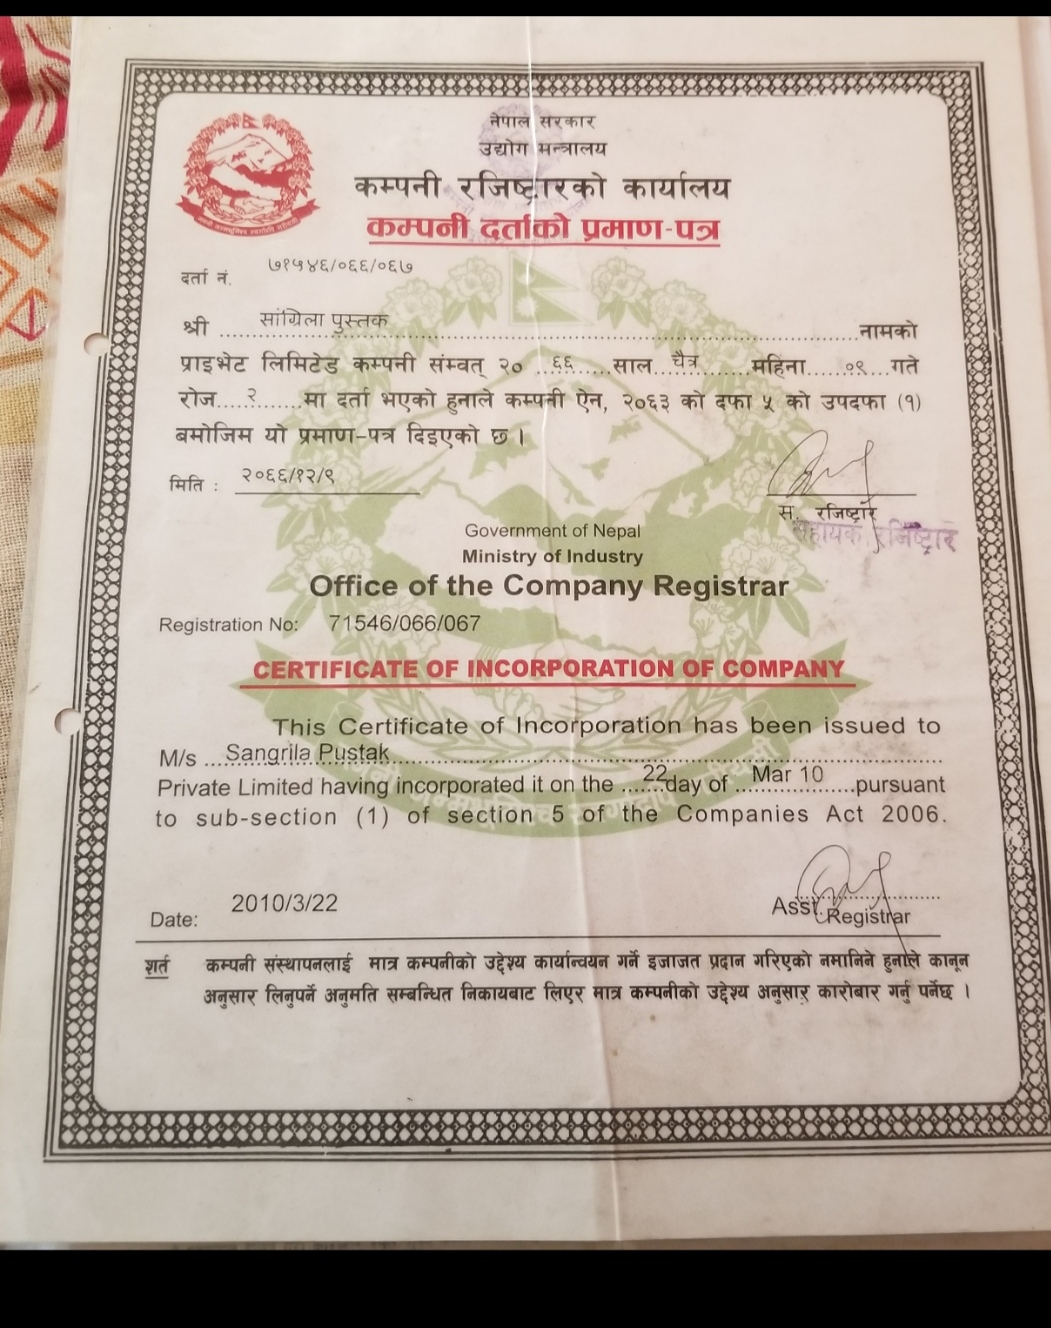 नेपाल सरकार
उद्योग मन्त्रालय
कम्पनी रजिष्ट्रारको कार्यालय
कम्पनी दर्ताको प्रमाण-पत्र
दर्ता नं. ७१५४६/०६६/०६७
श्री सांग्रिला पुस्तक नामको
प्राइभेट लिमिटेड कम्पनी संम्वत् २० ६६ साल चैत्र महिना ०९ गते
रोज २ मा दर्ता भएको हुनाले कम्पनी ऐन, २०६३ को दफा ५ को उपदफा (१)
बमोजिम यो प्रमाण-पत्र दिइएको छ ।
मिति : २०६६/१२/९
स. रजिष्ट्रार
सहायक रजिष्ट्रार
Government of Nepal
Ministry of Industry
Office of the Company Registrar
Registration No: 71546/066/067
CERTIFICATE OF INCORPORATION OF COMPANY
This Certificate of Incorporation has been issued to
M/s Sangrila Pustak
Private Limited having incorporated it on the 22 day of Mar 10 pursuant
to sub-section (1) of section 5 of the Companies Act 2006.
Date: 2010/3/22
Asst. Registrar
शर्त कम्पनी संस्थापनलाई मात्र कम्पनीको उद्देश्य कार्यान्वयन गर्ने इजाजत प्रदान गरिएको नमानिने हुनाले कानून
अनुसार लिनुपर्ने अनुमति सम्बन्धित निकायबाट लिएर मात्र कम्पनीको उद्देश्य अनुसार कारोबार गर्नु पर्नेछ ।